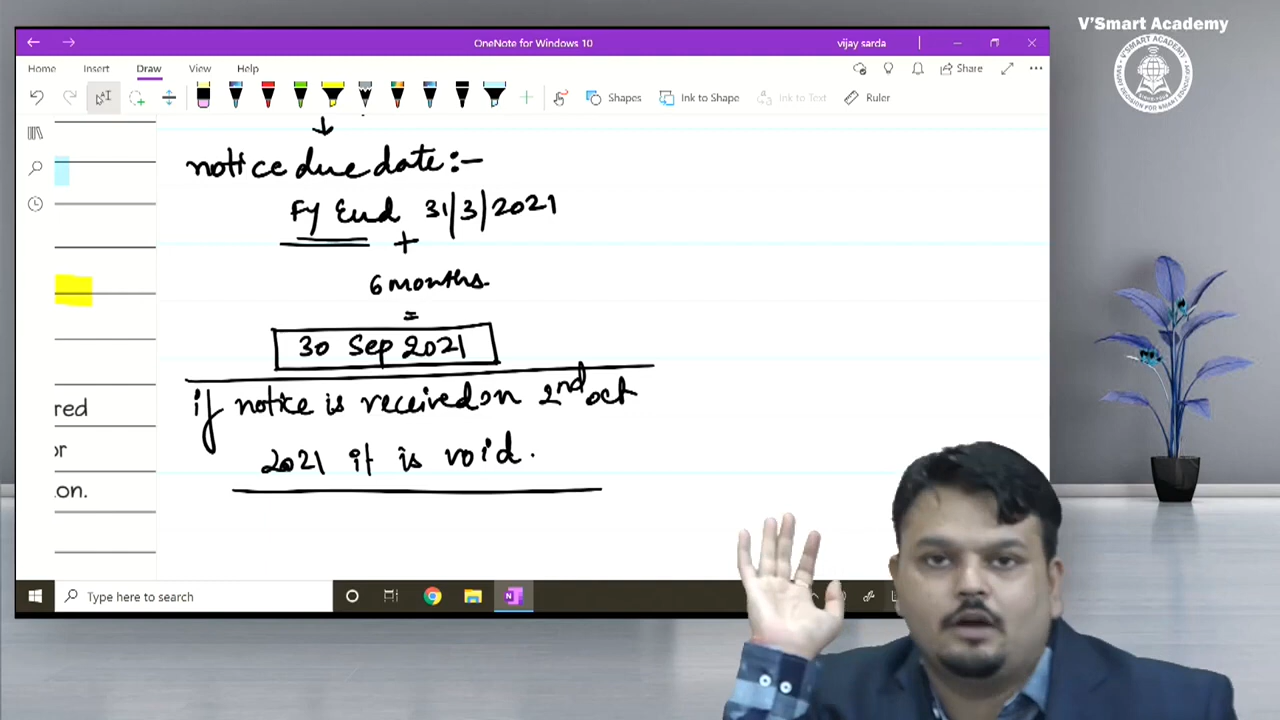 V'Smart Academy
OneNote for Windows 10
vijay sarda
Home Insert Draw View Help
Share
Shapes Ink to Shape Ink to Text Ruler
notice due date:-
Fy End 31/3/2021
+
6 months
=
30 Sep 2021
if notice is received on 2nd oct
2021 it is void.
red
or
on.
Type here to search